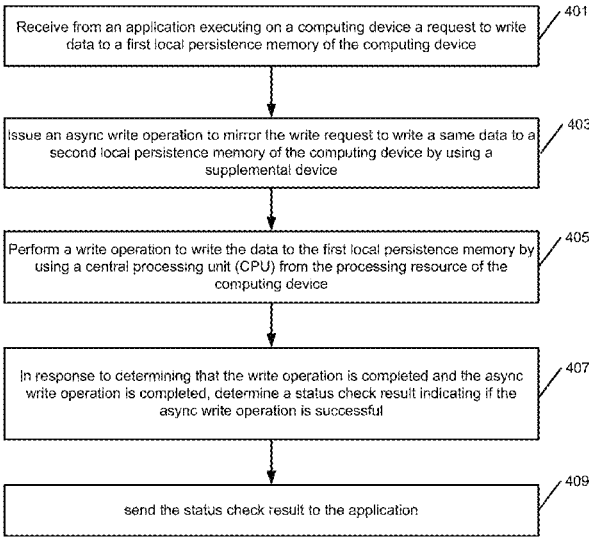 Receive from an application executing on a computing device a request to write
data to a first local persistence memory of the computing device
401
Issue an async write operation to mirror the write request to write a same data to a
second local persistence memory of the computing device by using a
supplemental device
403
Perform a write operation to write the data to the first local persistence memory by
using a central processing unit (CPU) from the processing resource of the
computing device
405
In response to determining that the write operation is completed and the async
write operation is completed, determine a status check result indicating if the
async write operation is successful
407
send the status check result to the application
409